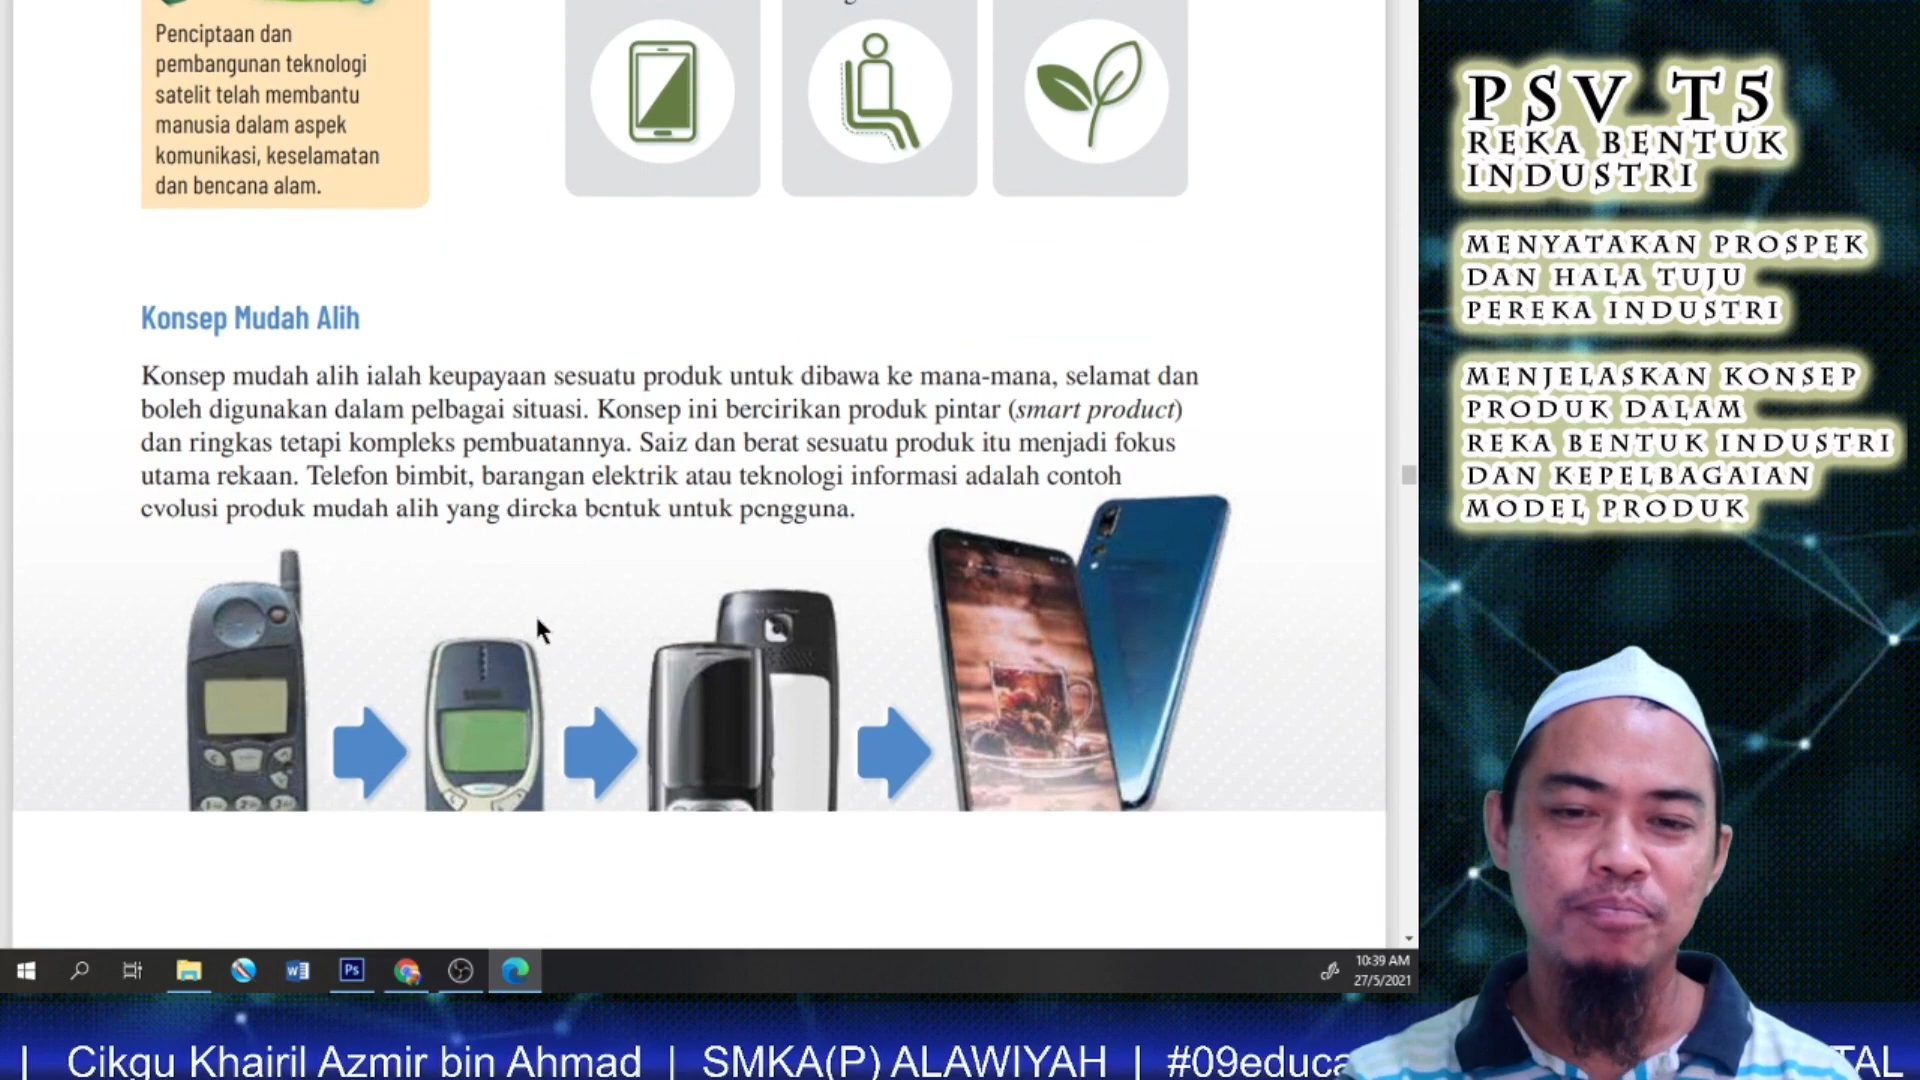 Penciptaan dan
pembangunan teknologi
satelit telah membantu
manusia dalam aspek
komunikasi, keselamatan
dan bencana alam.
Konsep Mudah Alih
Konsep mudah alih ialah keupayaan sesuatu produk untuk dibawa ke mana-mana, selamat dan
boleh digunakan dalam pelbagai situasi. Konsep ini bercirikan produk pintar (smart product)
dan ringkas tetapi kompleks pembuatannya. Saiz dan berat sesuatu produk itu menjadi fokus
utama rekaan. Telefon bimbit, barangan elektrik atau teknologi informasi adalah contoh
evolusi produk mudah alih yang direka bentuk untuk pengguna.
PSV T5
REKA BENTUK
INDUSTRI
MENYATAKAN PROSPEK
DAN HALA TUJU
PEREKA INDUSTRI
MENJELASKAN KONSEP
PRODUK DALAM
REKA BENTUK INDUSTRI
DAN KEPELBAGAIAN
MODEL PRODUK
Ps
10:39 AM
27/5/2021
| Cikgu Khairil Azmir bin Ahmad | SMKA(P) ALAWIYAH | #09educa TAL